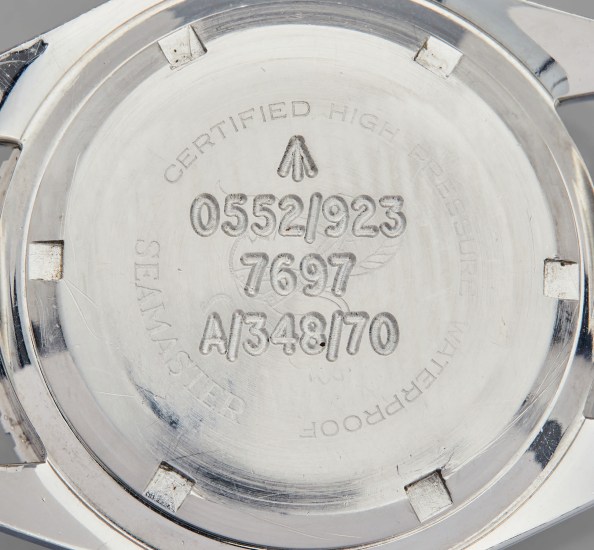 CERTIFIED HIGH PRESSURE WATERPROOF
0552/923
7697
A/348/70
SEAMASTER